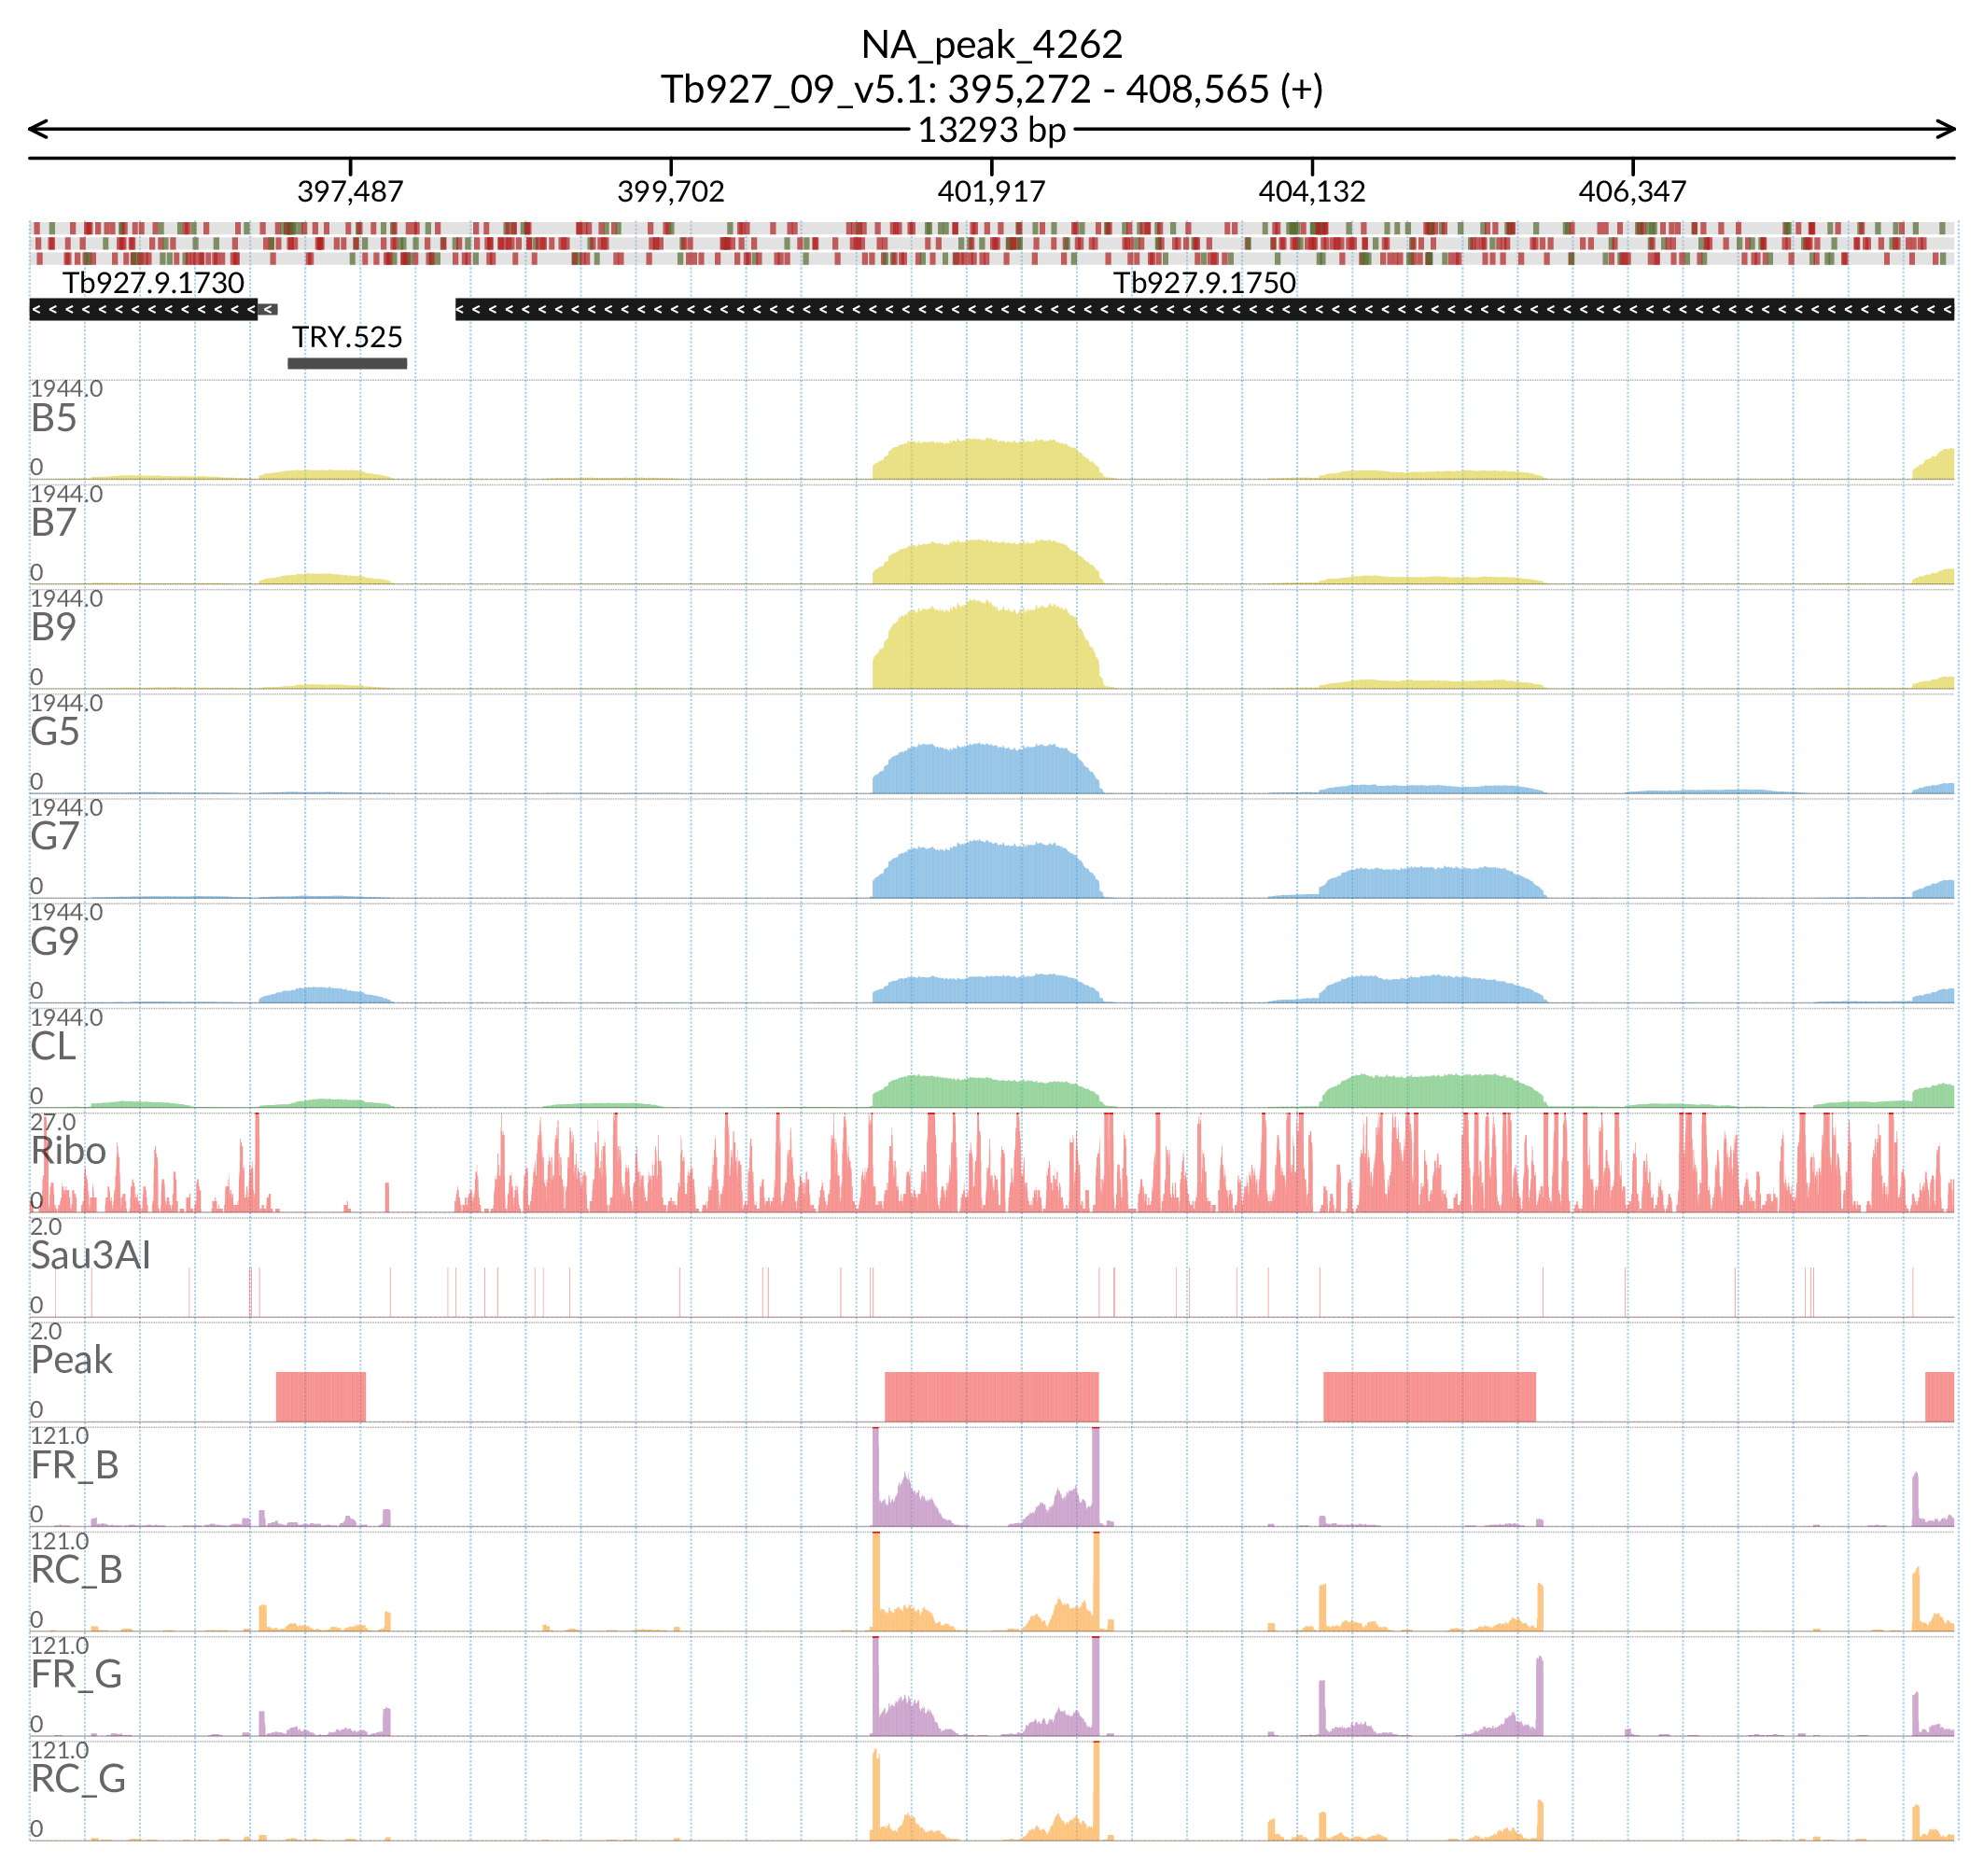 NA_peak_4262
Tb927_09_v5.1: 395,272 - 408,565 (+)
13293 bp
397,487 399,702 401,917 404,132 406,347
Tb927.9.1730 Tb927.9.1750
TRY.525
1944.0
B5
0
1944.0
B7
0
1944.0
B9
0
1944.0
G5
0
1944.0
G7
0
1944.0
G9
0
1944.0
CL
0
27.0
Ribo
0
2.0
Sau3AI
0
2.0
Peak
0
121.0
FR_B
0
121.0
RC_B
0
121.0
FR_G
0
121.0
RC_G
0